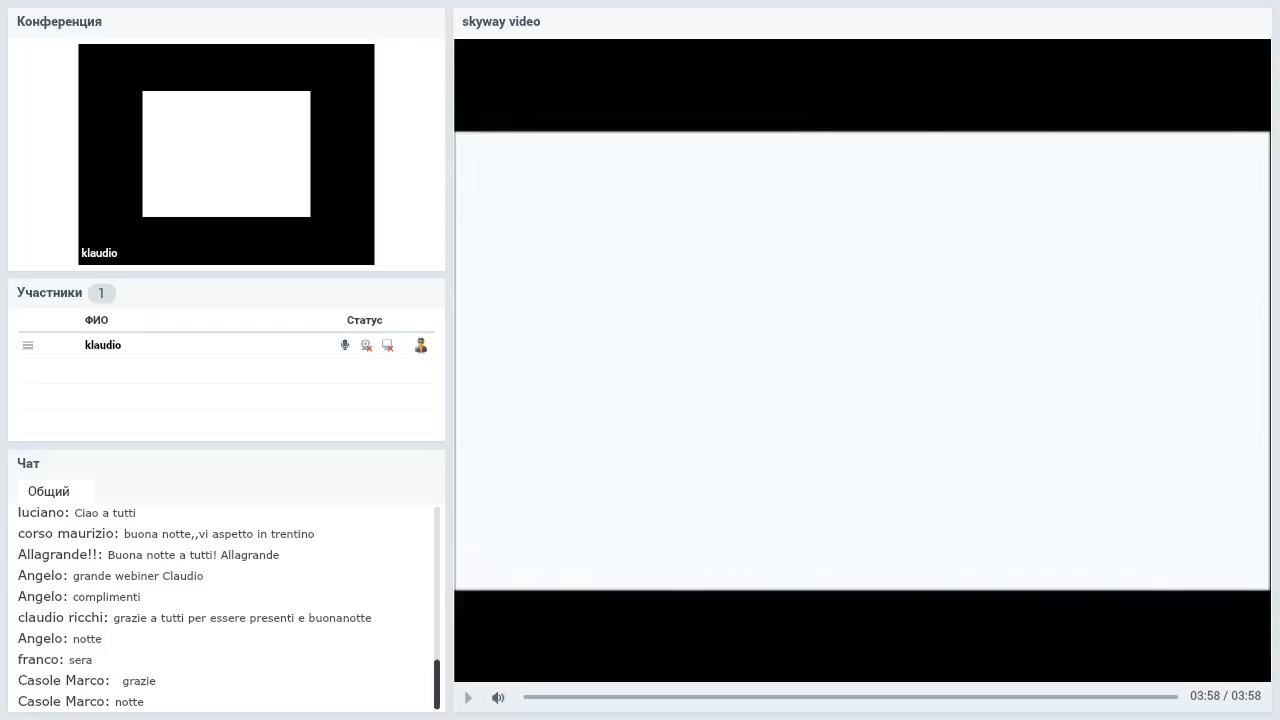 Конференция
klaudio
Участники 1
ФИО Статус
klaudio
Чат
Общий
luciano: Ciao a tutti
corso maurizio: buona notte,,vi aspetto in trentino
Allagrande!!: Buona notte a tutti! Allagrande
Angelo: grande webiner Claudio
Angelo: complimenti
claudio ricchi: grazie a tutti per essere presenti e buonanotte
Angelo: notte
franco: sera
Casole Marco: grazie
Casole Marco: notte
skyway video
03:58 / 03:58